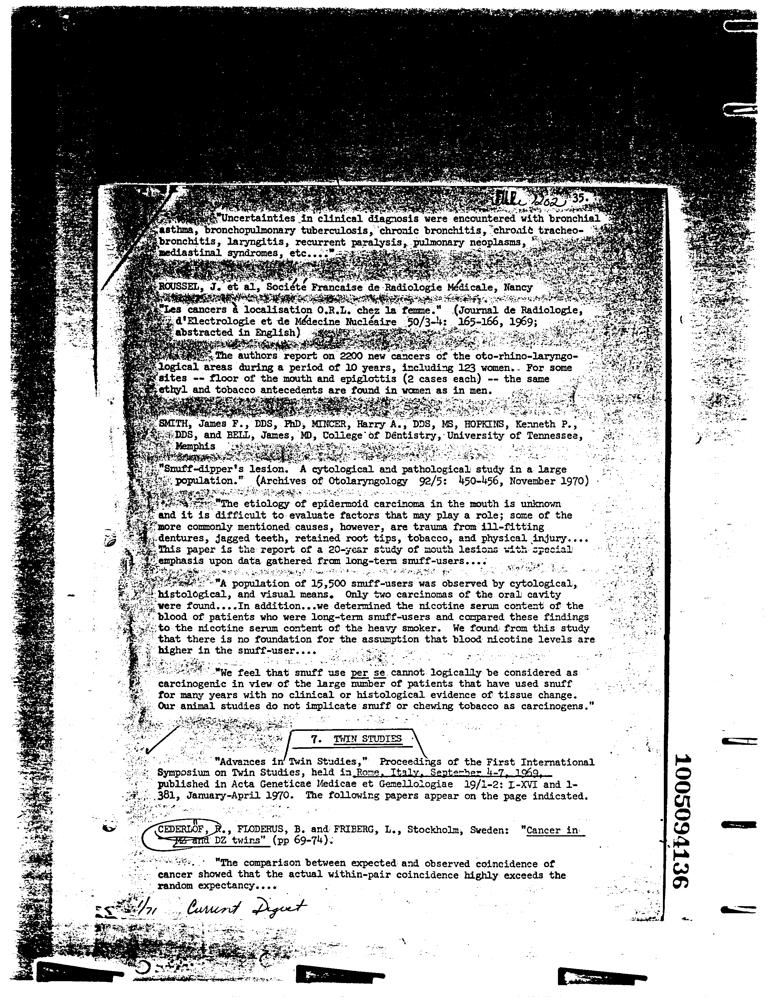 35.
"Uncertainties in clinical diagnosis were encountered with bronchial
asthma, bronchopulmonary tuberculosis, chronic bronchitis, chronic tracheo-
bronchitis, laryngitis, recurrent paralysis, pulmonary neoplasms,
mediastinal syndromes, etc...."
ROUSSEL, J. et al, Société Francaise de Radiologie Médicale, Nancy
"Les cancers à localisation O.R.L. chez la femme." (Journal de Radiologie,
d'Electrologie et de Médecine Nucléaire 50/3-4: 165-166, 1969;
abstracted in English)
The authors report on 2200 new cancers of the oto-rhino-laryngo-
logical areas during a period of 10 years, including 123 women. For some
sites -- floor of the mouth and epiglottis (2 cases each) -- the same
ethyl and tobacco antecedents are found in women as in men.
SMITH, James F., DDS, PhD, MINCER, Harry A., DDS, MS, HOPKINS, Kenneth P.,
DDS, and BELL, James, MD, College of Dentistry, University of Tennessee,
Memphis
"Snuff-dipper's lesion. A cytological and pathological study in a large
population." (Archives of Otolaryngology 92/5: 450-456, November 1970)
"The etiology of epidermoid carcinoma in the mouth is unknown
and it is difficult to evaluate factors that may play a role; some of the
more commonly mentioned causes, however, are trauma from ill-fitting
dentures, jagged teeth, retained root tips, tobacco, and physical injury....
This paper is the report of a 20-year study of mouth lesions with special
emphasis upon data gathered from long-term snuff-users....
"A population of 15,500 snuff-users was observed by cytological,
histological, and visual means. Only two carcinomas of the oral cavity
were found....In addition...we determined the nicotine serum content of the
blood of patients who were long-term snuff-users and compared these findings
to the nicotine serum content of the heavy smoker. We found from this study
that there is no foundation for the assumption that blood nicotine levels are
higher in the snuff-user....
"We feel that snuff use per se cannot logically be considered as
carcinogenic in view of the large number of patients that have used snuff
for many years with no clinical or histological evidence of tissue change.
Our animal studies do not implicate snuff or chewing tobacco as carcinogens."
7. TWIN STUDIES
"Advances in Twin Studies," Proceedings of the First International
Symposium on Twin Studies, held in Rome, Italy, September 4-7, 1969,
published in Acta Geneticae Medicae et Gemellologiae 19/1-2: I-XVI and 1-
381, January-April 1970. The following papers appear on the page indicated.
CEDERLÖF, R., FLODERUS, B. and FRIBERG, L., Stockholm, Sweden: "Cancer in
MZ and DZ twins" (pp 69-74).
"The comparison between expected and observed coincidence of
cancer showed that the actual within-pair coincidence highly exceeds the
random expectancy....
1/71 Current Digest
1005094136